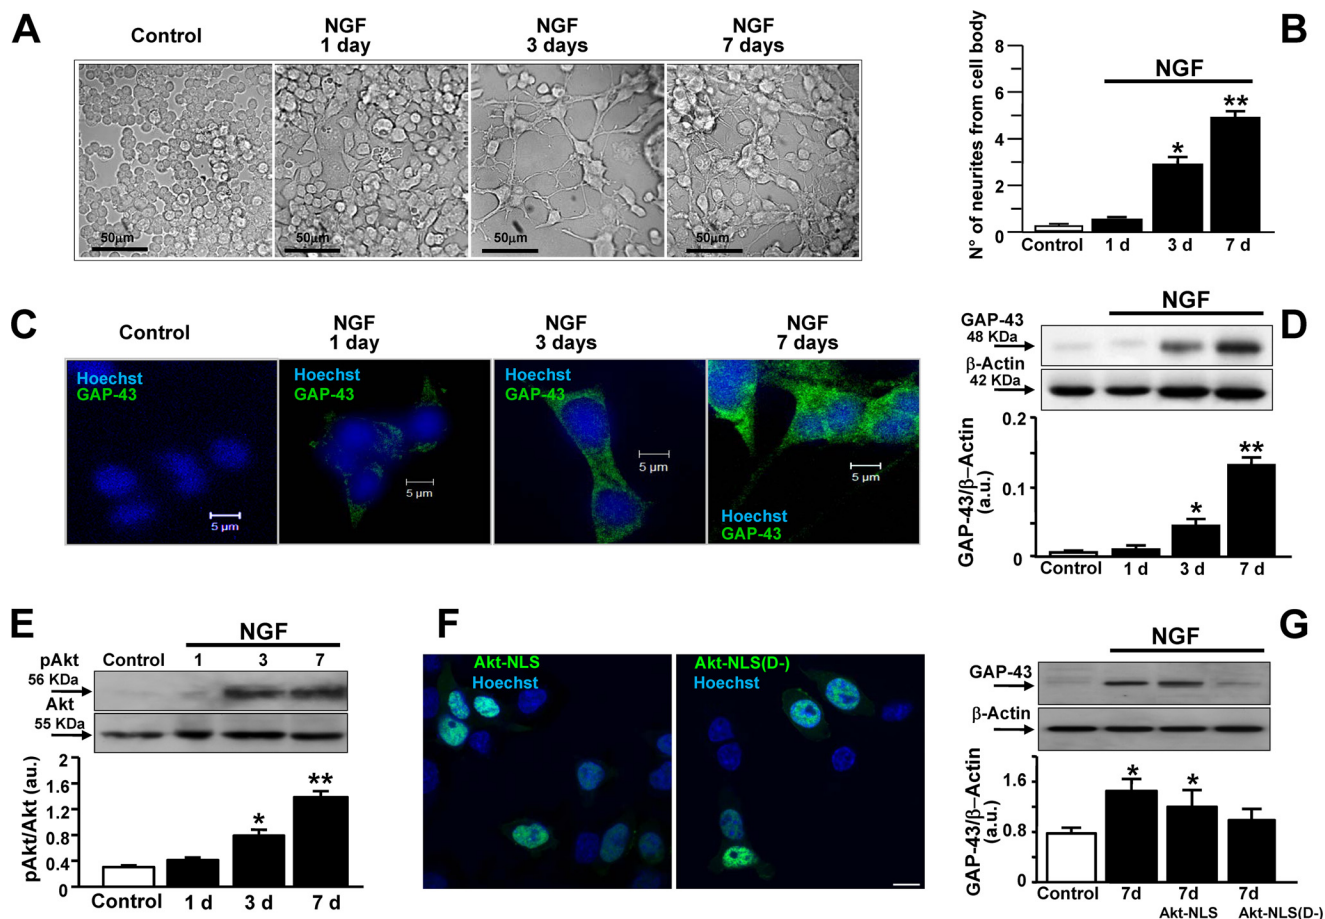 A
Control
NGF
1 day
NGF
3 days
NGF
7 days
50µm
50µm
50µm
50µm
B
N° of neurites from cell body
8
6
4
2
0
NGF
*
**
Control
1 d
3 d
7 d
C
Control
NGF
1 day
NGF
3 days
NGF
7 days
Hoechst
GAP-43
5 µm
Hoechst
GAP-43
5 µm
Hoechst
GAP-43
5 µm
Hoechst
GAP-43
5 µm
D
NGF
GAP-43
48 KDa
β-Actin
42 KDa
GAP-43/β–Actin
(a.u.)
0.2
0.1
0
*
**
Control
1 d
3 d
7 d
E
NGF
pAkt
Control
1
3
7
56 KDa
Akt
55 KDa
pAkt/Akt (au.)
2
1.6
1.2
0.8
0.4
0
*
**
Control
1 d
3 d
7 d
F
Akt-NLS
Hoechst
Akt-NLS(D-)
Hoechst
G
NGF
GAP-43
β-Actin
GAP-43/β–Actin
(a.u.)
1.6
0.8
0
*
*
Control
7d
7d
7d
Akt-NLS
Akt-NLS(D-)